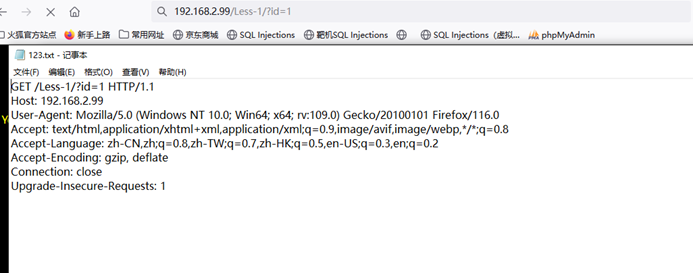 192.168.2.99/Less-1/?id=1
火狐官方站点 新手上路 常用网址 京东商城 SQL Injections 靶机SQL Injections SQL Injections（虚拟... phpMyAdmin
123.txt - 记事本
文件(F) 编辑(E) 格式(O) 查看(V) 帮助(H)
GET /Less-1/?id=1 HTTP/1.1
Host: 192.168.2.99
User-Agent: Mozilla/5.0 (Windows NT 10.0; Win64; x64; rv:109.0) Gecko/20100101 Firefox/116.0
Accept: text/html,application/xhtml+xml,application/xml;q=0.9,image/avif,image/webp,*/*;q=0.8
Accept-Language: zh-CN,zh;q=0.8,zh-TW;q=0.7,zh-HK;q=0.5,en-US;q=0.3,en;q=0.2
Accept-Encoding: gzip, deflate
Connection: close
Upgrade-Insecure-Requests: 1